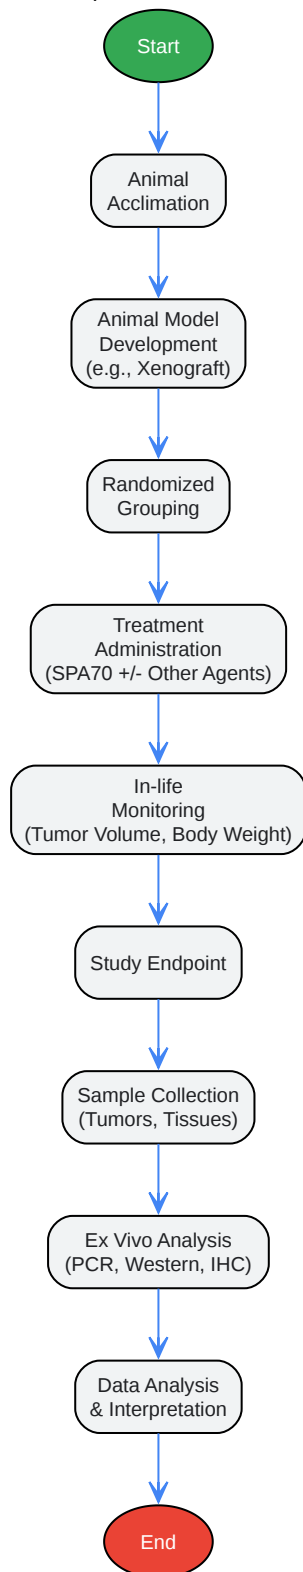 Start
Animal
Acclimation
Animal Model
Development
(e.g., Xenograft)
Randomized
Grouping
Treatment
Administration
(SPA70 +/- Other Agents)
In-life
Monitoring
(Tumor Volume, Body Weight)
Study Endpoint
Sample Collection
(Tumors, Tissues)
Ex Vivo Analysis
(PCR, Western, IHC)
Data Analysis
& Interpretation
End